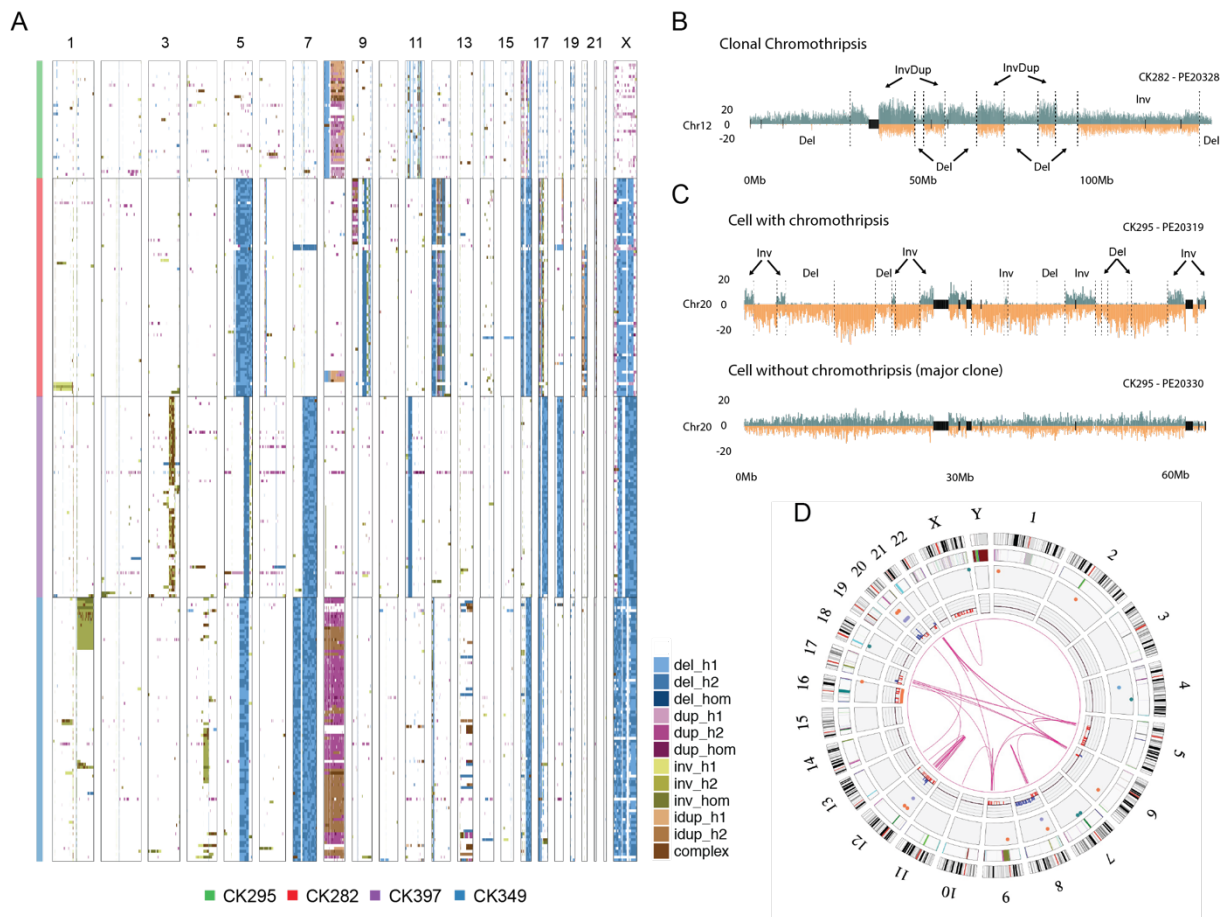 A
1 3 5 7 9 11 13 15 17 19 21 X
del_h1
del_h2
del_hom
dup_h1
dup_h2
dup_hom
inv_h1
inv_h2
inv_hom
idup_h1
idup_h2
complex
CK295 CK282 CK397 CK349
B
Clonal Chromothripsis
CK282 - PE20328
InvDup InvDup
Inv
20
Chr12 0
-20
Del Del
Del Del
0Mb 50Mb 100Mb
C
Cell with chromothripsis
CK295 - PE20319
Inv Del Del Inv Inv Del Inv Del Inv
20
Chr20 0
-20
Cell without chromothripsis (major clone)
CK295 - PE20330
20
Chr20 0
-20
0Mb 30Mb 60Mb
D
1
2
3
4
5
6
7
8
9
10
11
12
13
14
15
16
17
18
19
20
21
22
X
Y